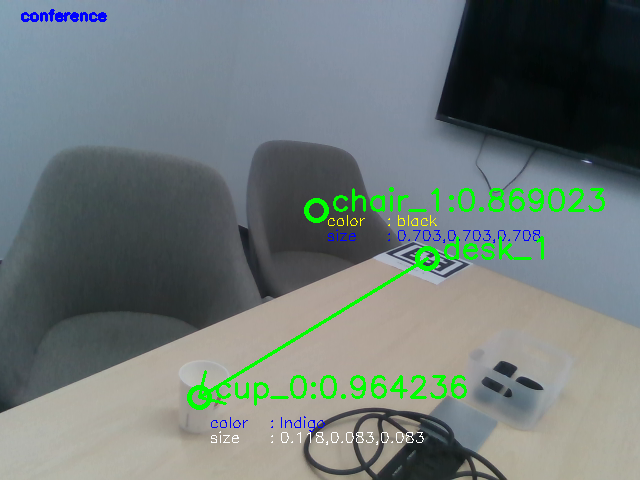 conference
chair_1:0.869023
color : black
size : 0.703,0.703,0.708
desk_1
cup_0:0.964236
color : Indigo
size : 0.118,0.083,0.083